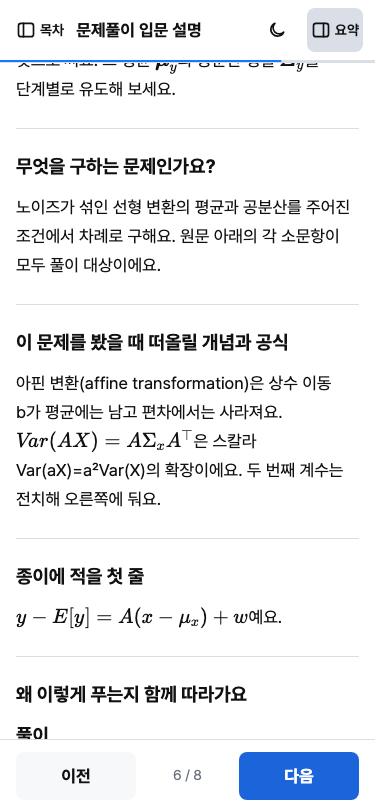 목차 문제풀이 입문 설명 요약
단계별로 유도해 보세요.
무엇을 구하는 문제인가요?
노이즈가 섞인 선형 변환의 평균과 공분산을 주어진
조건에서 차례로 구해요. 원문 아래의 각 소문항이
모두 풀이 대상이에요.
이 문제를 봤을 때 떠올릴 개념과 공식
아핀 변환(affine transformation)은 상수 이동
b가 평균에는 남고 편차에서는 사라져요.
Var(AX) = AΣₓA⊤은 스칼라
Var(aX)=a²Var(X)의 확장이에요. 두 번째 계수는
전치해 오른쪽에 둬요.
종이에 적을 첫 줄
y − E[y] = A(x − μₓ) + w예요.
왜 이렇게 푸는지 함께 따라가요
풀이
이전 6 / 8 다음